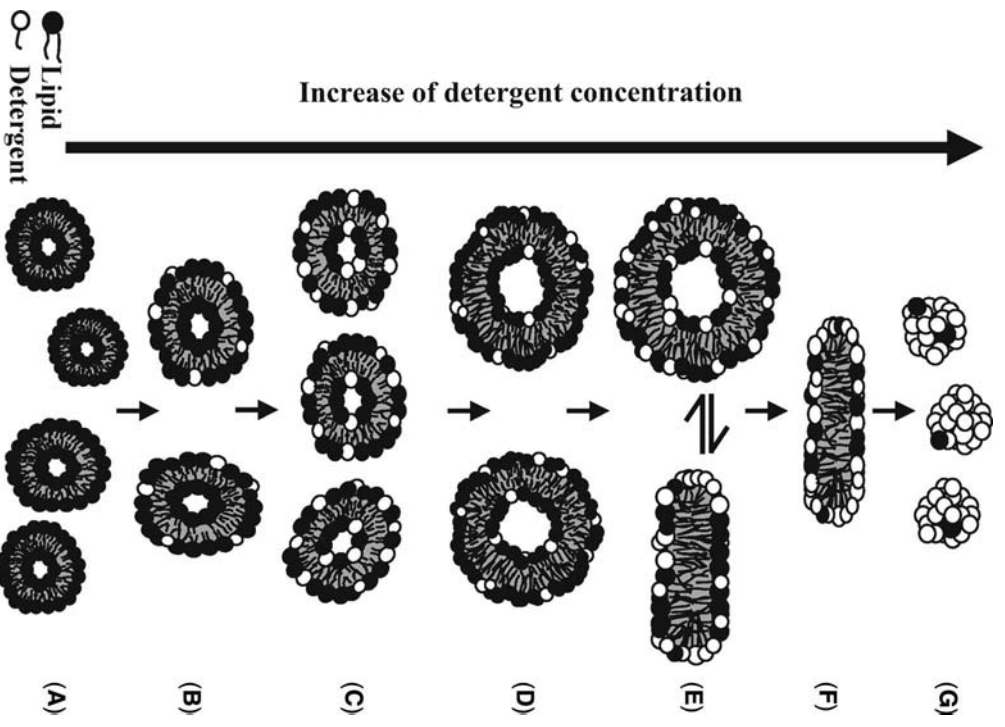 Lipid
Detergent
Increase of detergent concentration
(A)
(B)
(C)
(D)
(E)
(F)
(G)